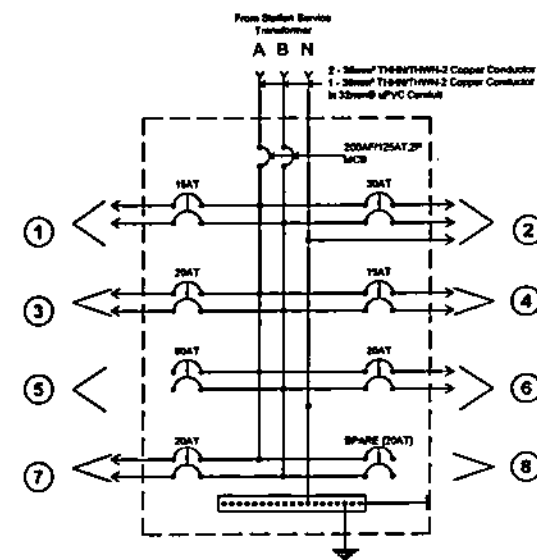 From Station Service
Transformer
A B N
2 - 38mm² THHN/THWN-2 Copper Conductor
1 - 38mm² THHN/THWN-2 Copper Conductor
in 32mmØ uPVC Conduit
200AF/125AT,2P
MCB
15AT 30AT
1 2
20AT 15AT
3 4
20AT
5 6
20AT SPARE (20AT)
7 8